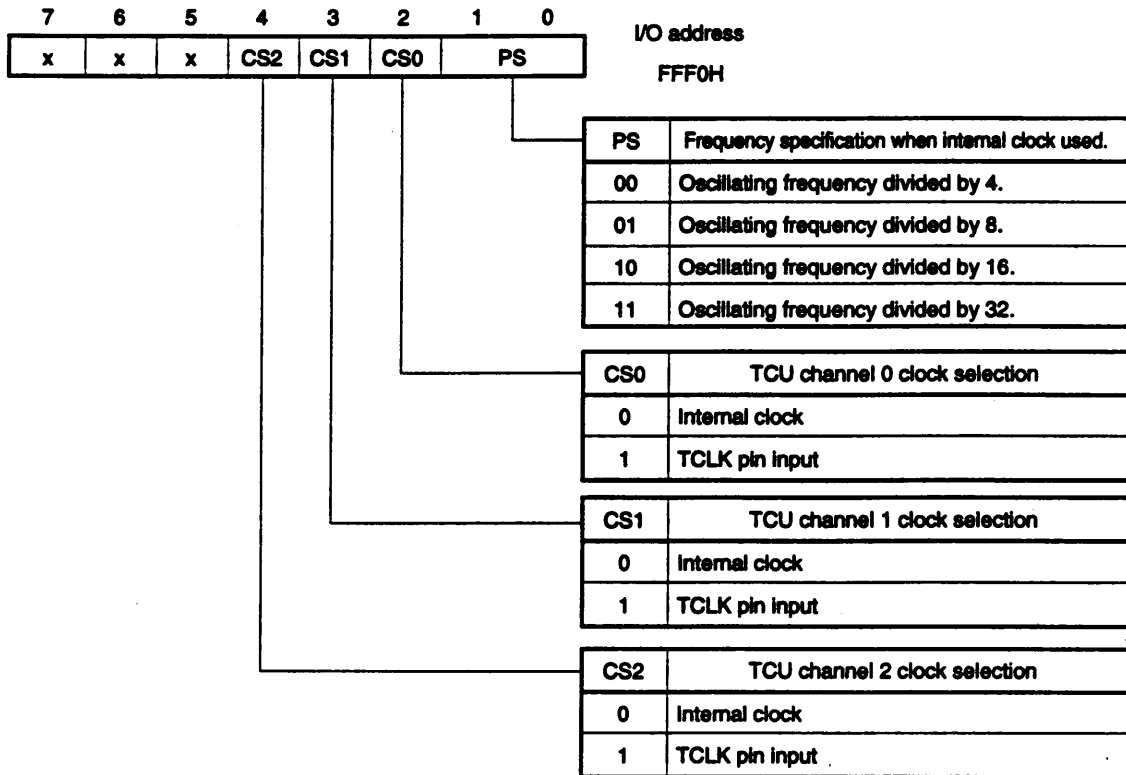 7 6 5 4 3 2 1 0
I/O address
x x x CS2 CS1 CS0 PS
FFF0H
PS Frequency specification when internal clock used.
00 Oscillating frequency divided by 4.
01 Oscillating frequency divided by 8.
10 Oscillating frequency divided by 16.
11 Oscillating frequency divided by 32.
CS0 TCU channel 0 clock selection
0 Internal clock
1 TCLK pin input
CS1 TCU channel 1 clock selection
0 Internal clock
1 TCLK pin input
CS2 TCU channel 2 clock selection
0 Internal clock
1 TCLK pin input